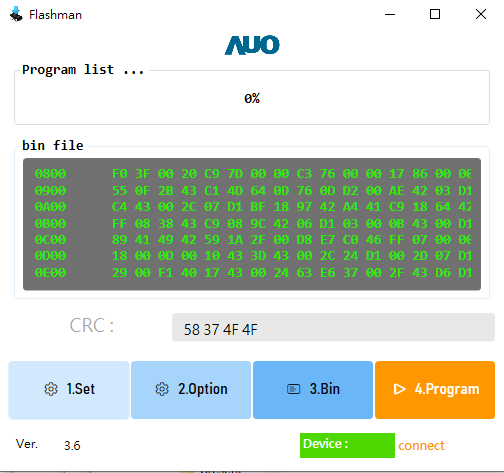 Flashman
AUO
Program list ...
0%
bin file
0800 F0 3F 00 20 C9 7D 00 00 C3 76 00 00 17 86 00 00
0900 55 0F 2B 43 C1 4D 64 0D 76 0D D2 00 AE 42 03 D1
0A00 C4 43 00 2C 07 D1 BF 18 97 42 A4 41 C9 18 64 42
0B00 FF 08 38 43 C9 08 9C 42 06 D1 03 00 0B 43 00 D1
0C00 89 41 49 42 59 1A 2F 00 D8 E7 C0 46 FF 07 00 00
0D00 18 00 0D 00 10 43 3D 43 00 2C 24 D1 00 2D 07 D1
0E00 29 00 F1 40 17 43 00 24 63 E6 37 00 2F 43 D6 D1
CRC : 58 37 4F 4F
1.Set 2.Option 3.Bin 4.Program
Ver. 3.6 Device : connect